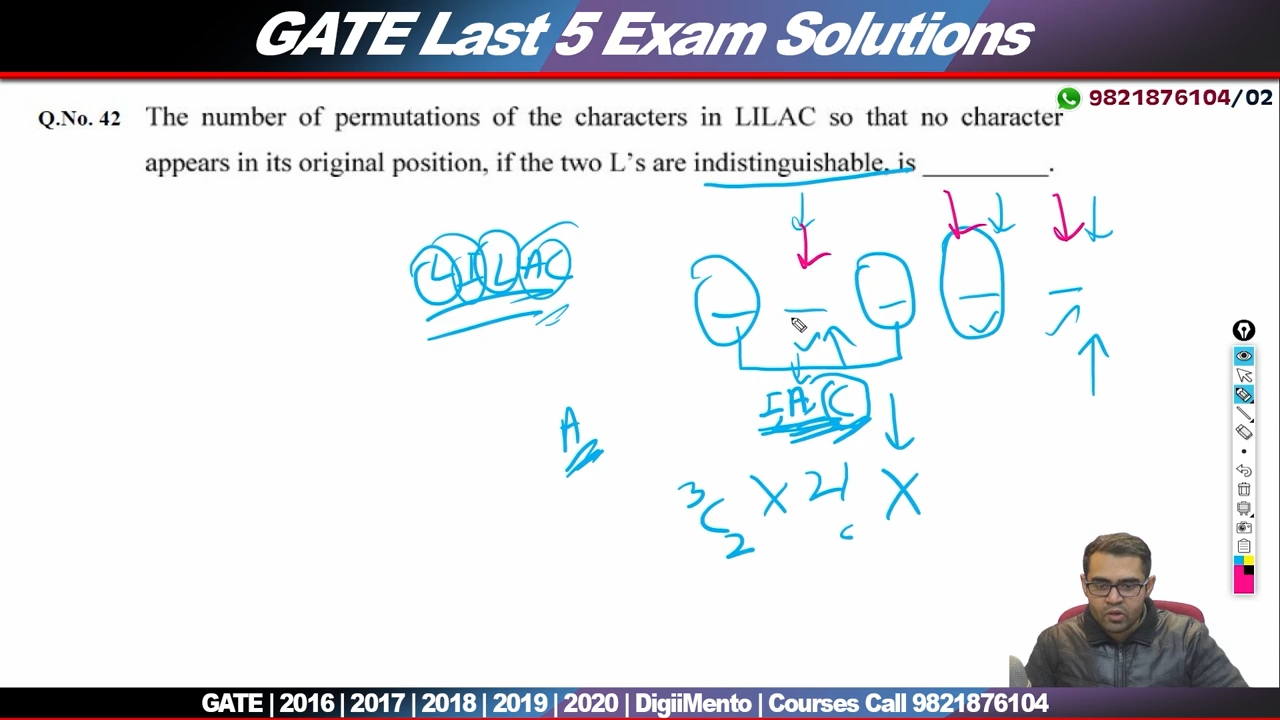 GATE Last 5 Exam Solutions
9821876104/02
Q.No. 42 The number of permutations of the characters in LILAC so that no character
appears in its original position, if the two L's are indistinguishable, is __________.
LILAC
IAC
A
3C2 X 2! X
GATE | 2016 | 2017 | 2018 | 2019 | 2020 | DigiiMento | Courses Call 9821876104